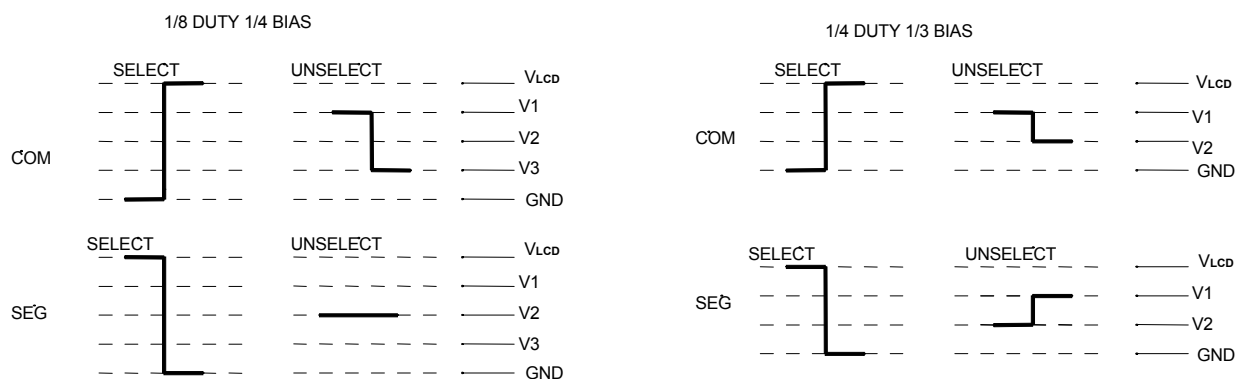 1/8 DUTY 1/4 BIAS
SELECT UNSELECT
VLCD
V1
V2
V3
GND
COM
SELECT UNSELECT
VLCD
V1
V2
V3
GND
SEG
1/4 DUTY 1/3 BIAS
SELECT UNSELECT
VLCD
V1
V2
GND
COM
SELECT UNSELECT
VLCD
V1
V2
GND
SEG